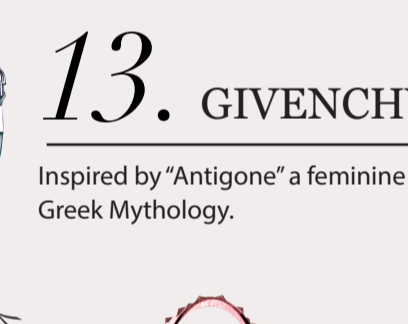 13. GIVENCHY
Inspired by “Antigone” a feminine
Greek Mythology.